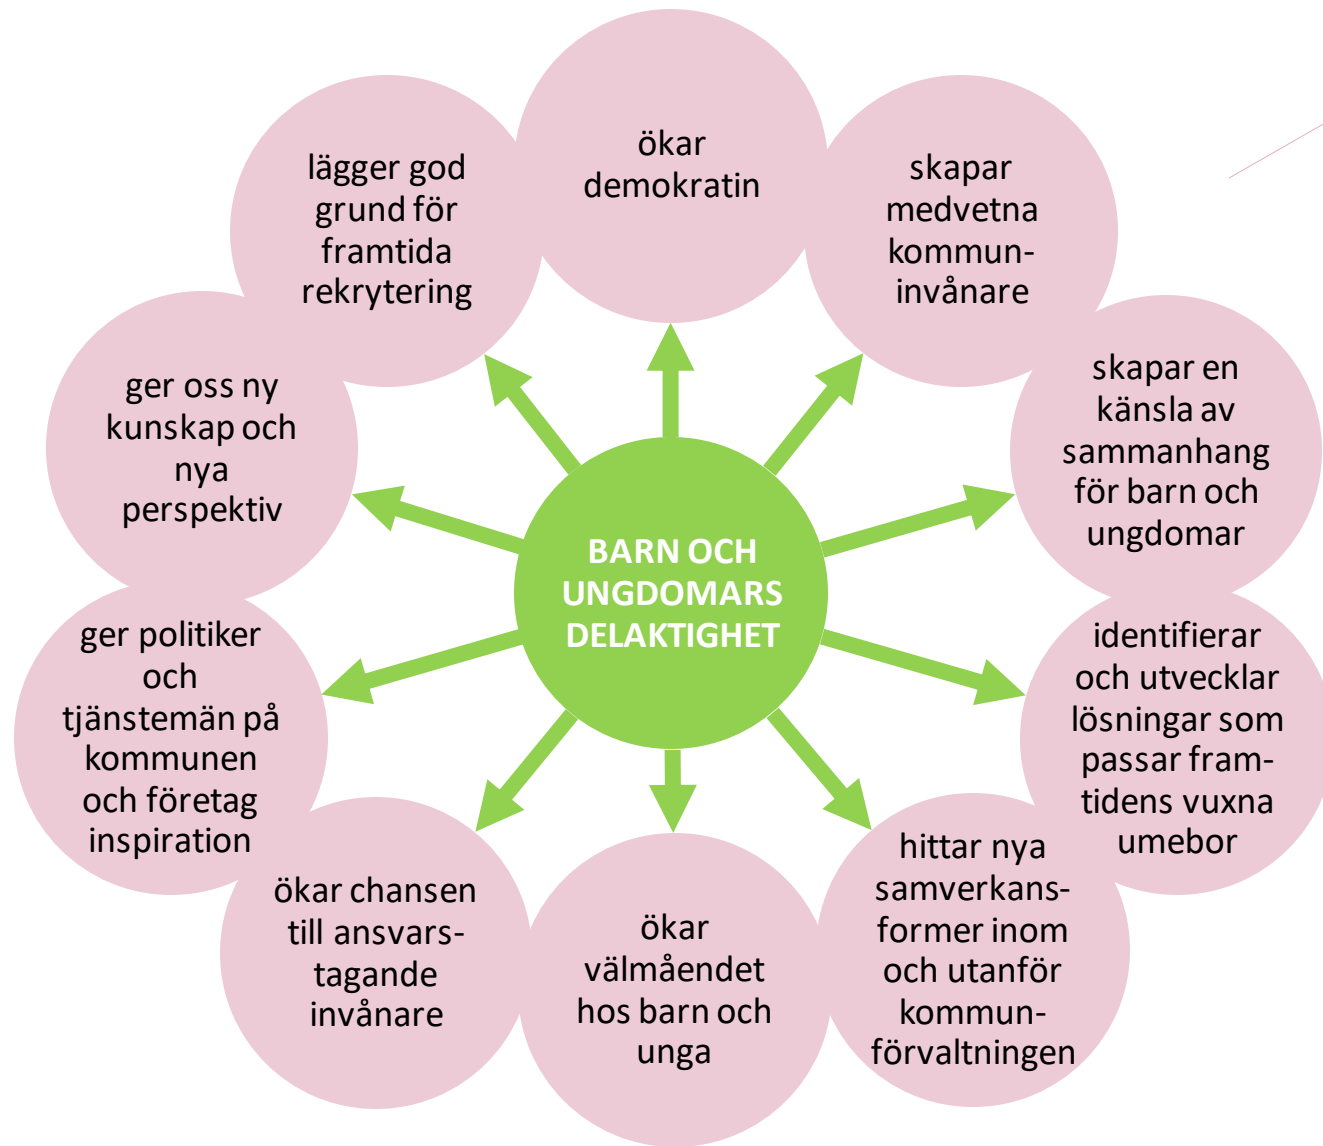 ökar
demokratin
skapar
medvetna
kommun-
invånare
skapar en
känsla av
sammanhang
för barn och
ungdomar
identifierar
och utvecklar
lösningar som
passar fram-
tidens vuxna
umebor
hittar nya
samverkans-
former inom
och utanför
kommun-
förvaltningen
ökar
välmåendet
hos barn och
unga
ökar chansen
till ansvars-
tagande
invånare
ger politiker
och
tjänstemän på
kommunen
och företag
inspiration
ger oss ny
kunskap och
nya
perspektiv
lägger god
grund för
framtida
rekrytering
BARN OCH
UNGDOMARS
DELAKTIGHET